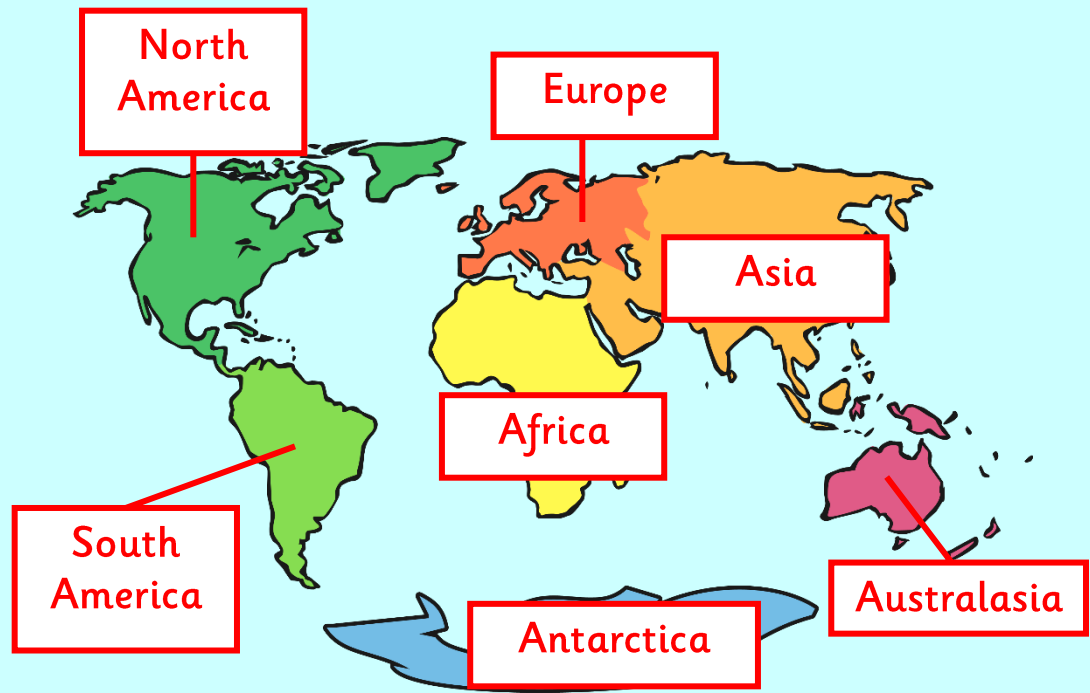 North
America
Europe
Asia
Africa
South
America
Australasia
Antarctica